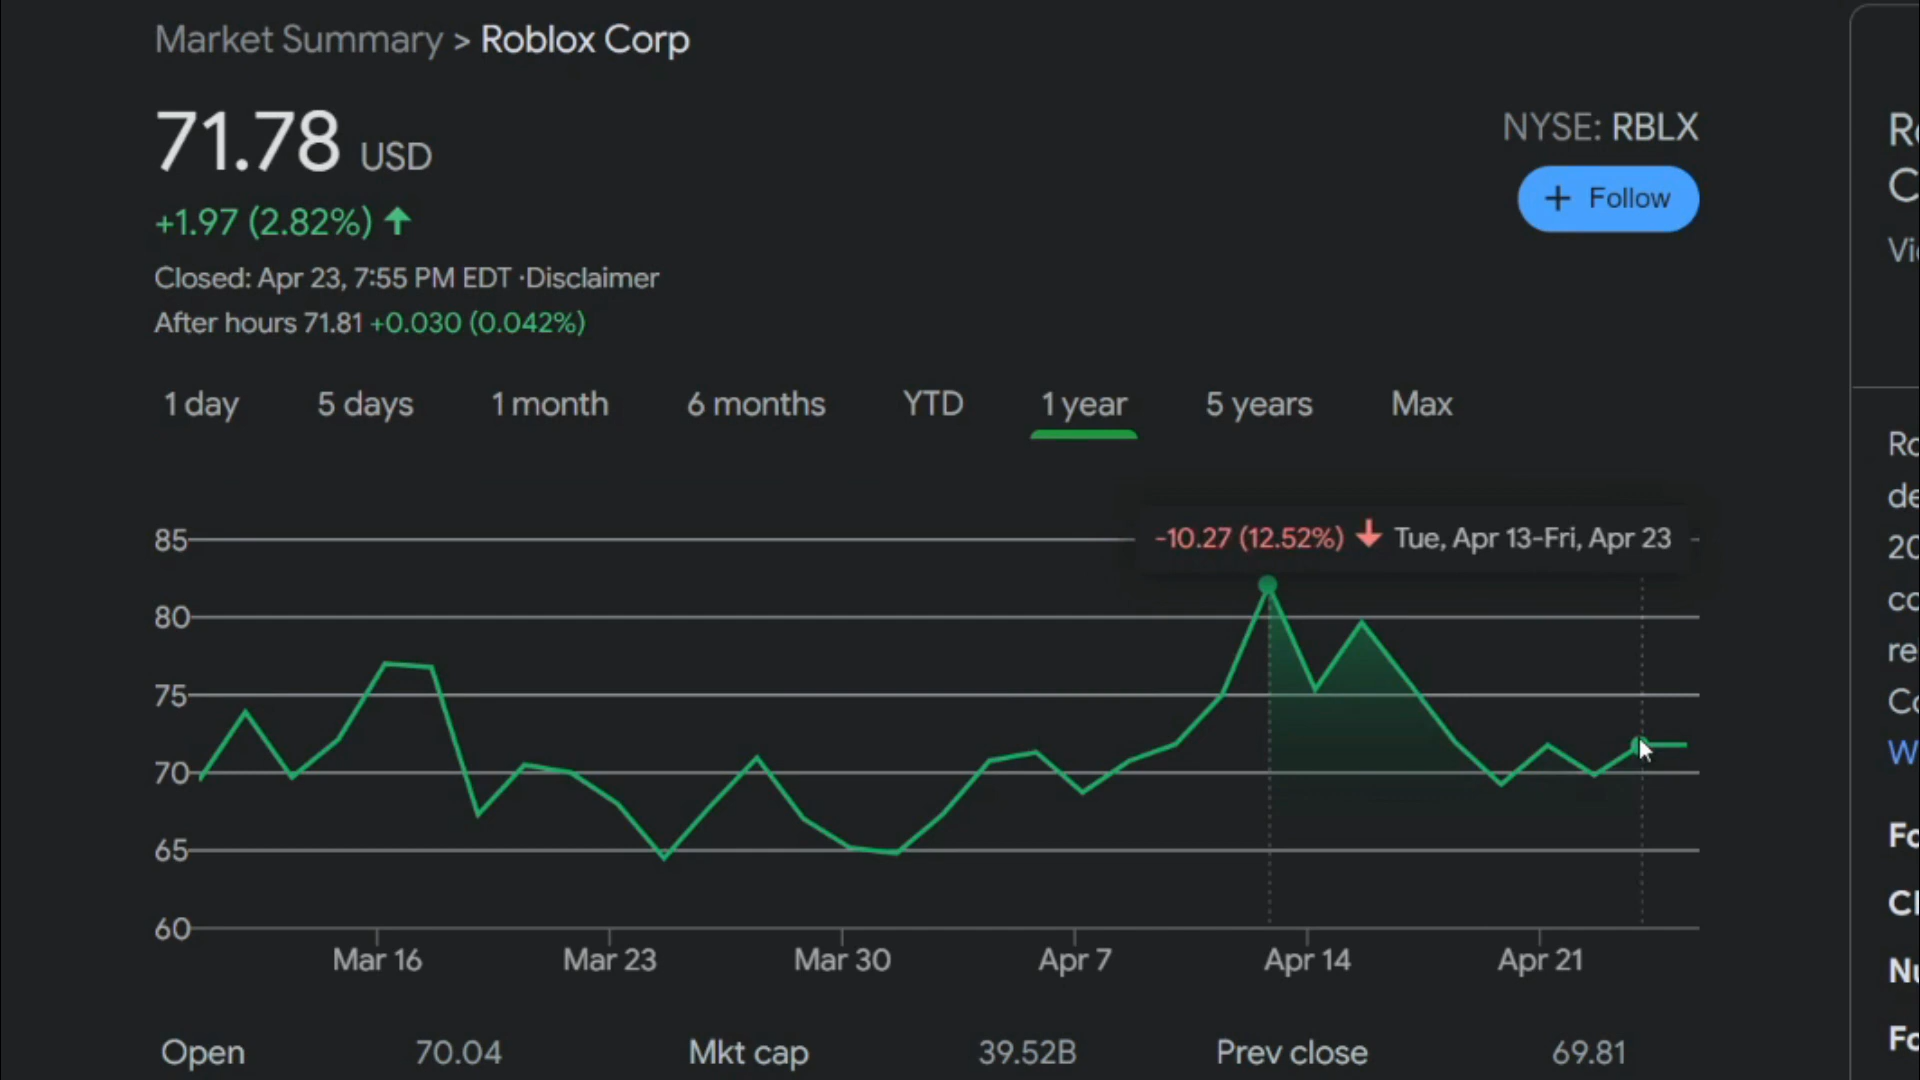 Market Summary > Roblox Corp
71.78 USD
NYSE: RBLX
+ Follow
+1.97 (2.82%)
Closed: Apr 23, 7:55 PM EDT ·Disclaimer
After hours 71.81 +0.030 (0.042%)
1 day 5 days 1 month 6 months YTD 1 year 5 years Max
-10.27 (12.52%) Tue, Apr 13-Fri, Apr 23
85
80
75
70
65
60
Mar 16 Mar 23 Mar 30 Apr 7 Apr 14 Apr 21
Open 70.04 Mkt cap 39.52B Prev close 69.81